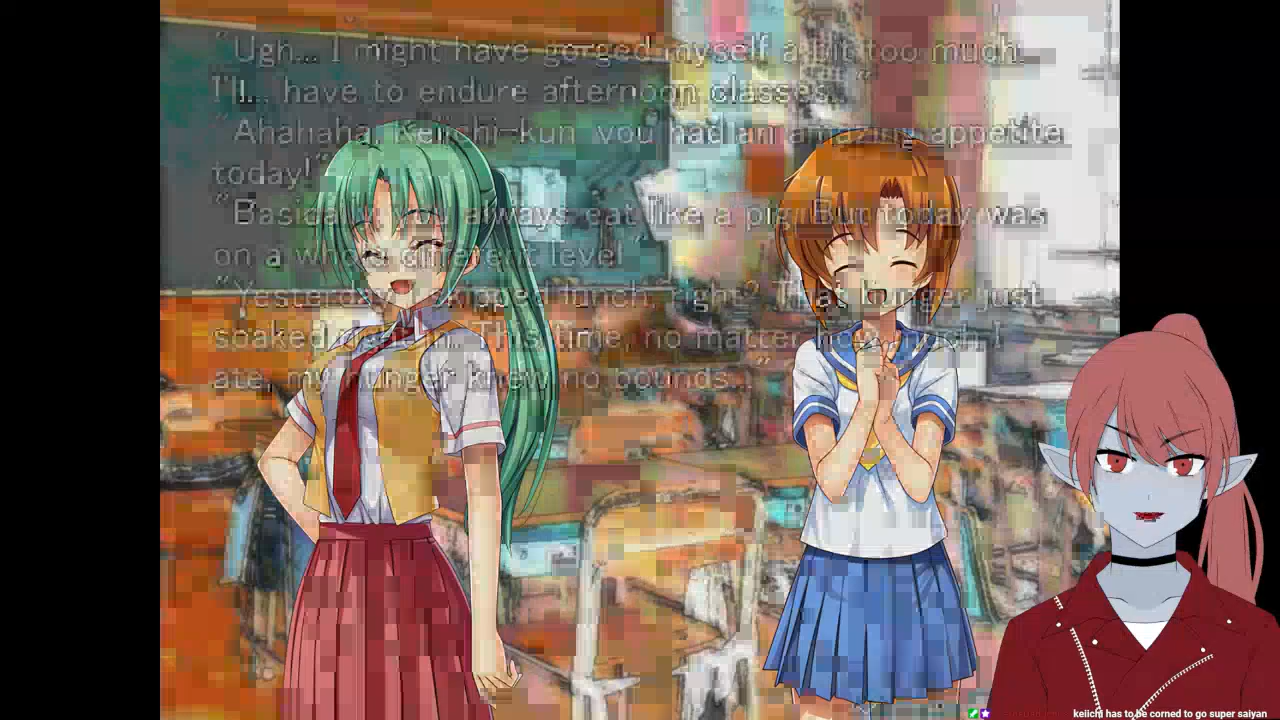 "Ugh... I might have gorged myself a bit too much.
I'll... have to endure afternoon classes."
"Ahahaha, Keiichi-kun, you had an amazing appetite
today!"
"Basically, you always eat like a pig. But today was
on a whole different level."
"Yesterday, I skipped lunch, right? That hunger just
soaked right in. This time, no matter how much I
ate, my hunger knew no bounds..."
keiichi has to be corned to go super saiyan